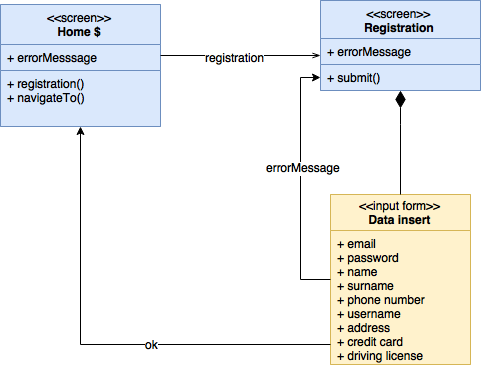 <<screen>>
Home $
+ errorMesssage
+ registration()
+ navigateTo()
registration
<<screen>>
Registration
+ errorMessage
+ submit()
errorMessage
<<input form>>
Data insert
+ email
+ password
+ name
+ surname
+ phone number
+ username
+ address
+ credit card
+ driving license
ok